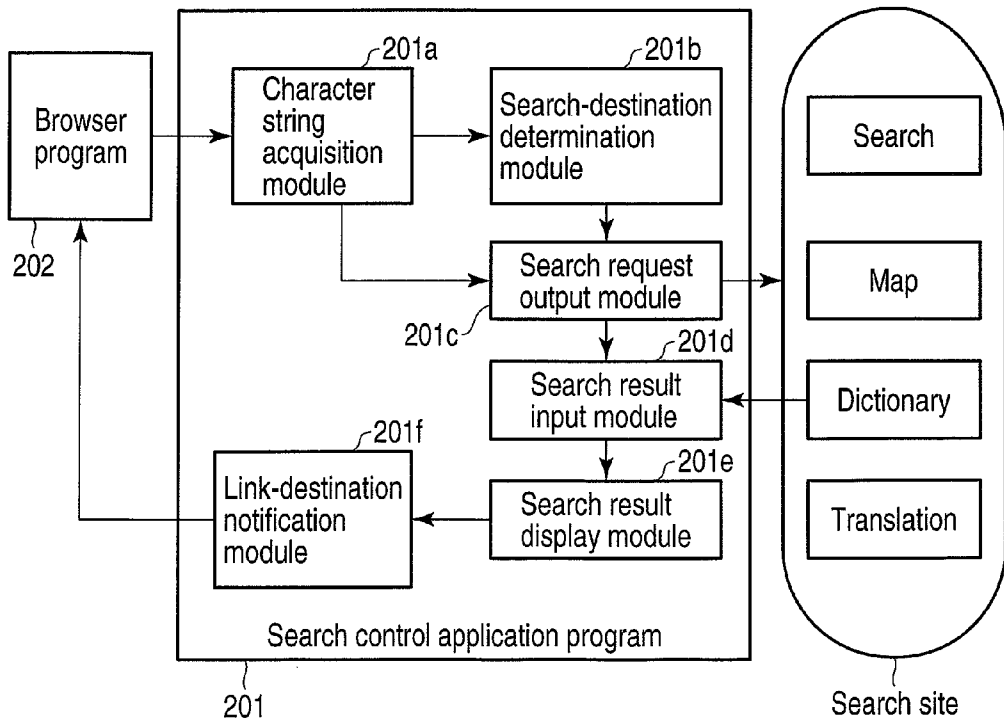 201a
201b
Browser
program
Character
string
acquisition
module
Search-destination
determination
module
Search
202
Search request
output module
Map
201c
201d
Search result
input module
Dictionary
201f
201e
Link-destination
notification
module
Search result
display module
Translation
Search control application program
201
Search site